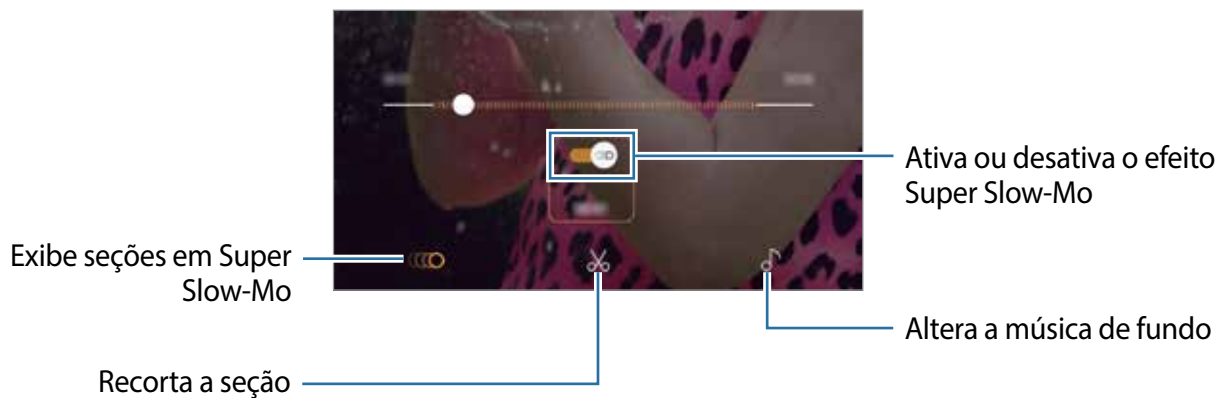 Ativa ou desativa o efeito
Super Slow-Mo
Exibe seções em Super
Slow-Mo
Altera a música de fundo
Recorta a seção